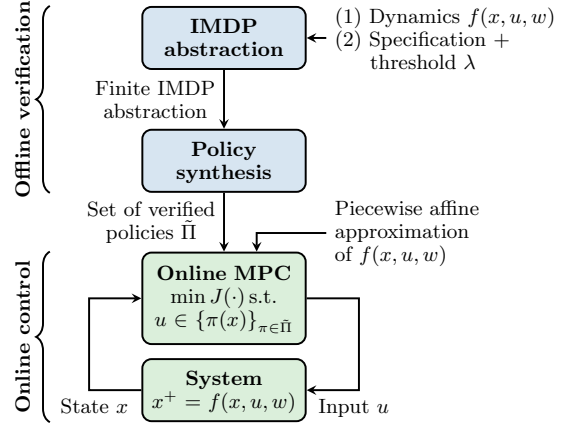 Offline verification
IMDP
abstraction
(1) Dynamics f(x, u, w)
(2) Specification +
threshold λ
Finite IMDP
abstraction
Policy
synthesis
Set of verified
policies Π̃
Piecewise affine
approximation
of f(x, u, w)
Online control
Online MPC
min J(·) s.t.
u ∈ {π(x)}π∈Π̃
System
x⁺ = f(x, u, w)
State x
Input u